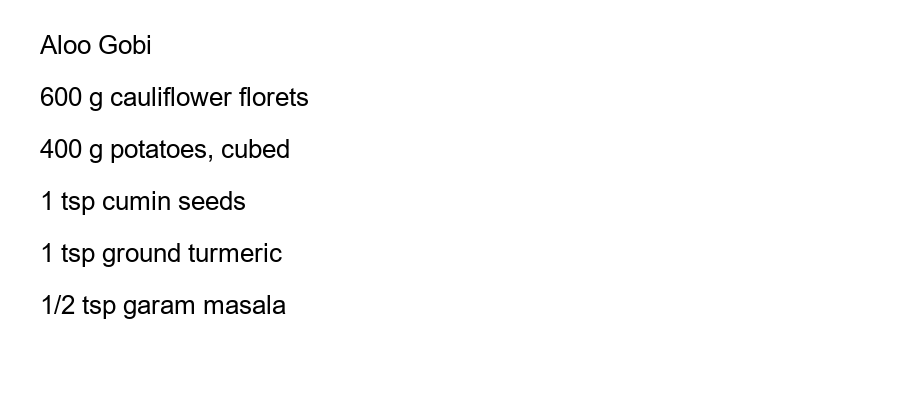 Aloo Gobi
600 g cauliflower florets
400 g potatoes, cubed
1 tsp cumin seeds
1 tsp ground turmeric
1/2 tsp garam masala